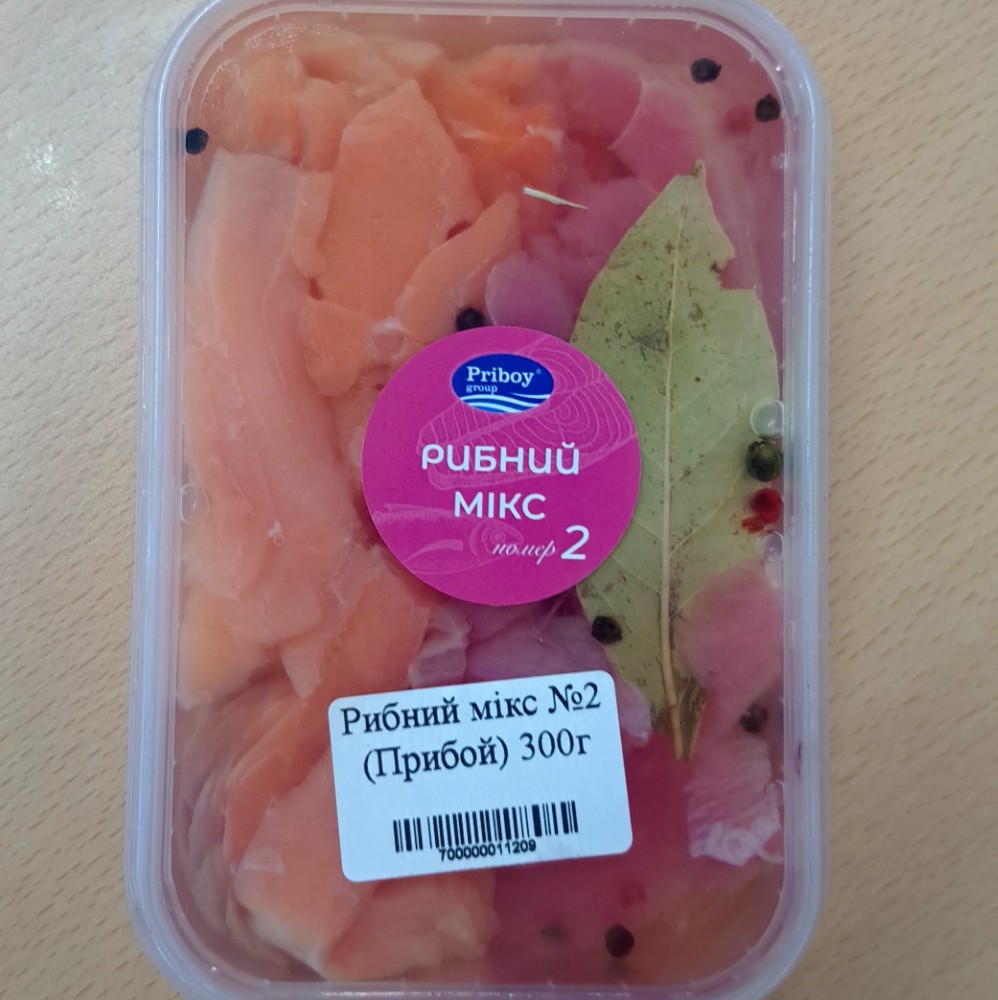 Priboy®
group
РИБНИЙ
МІКС
номер 2
Рибний мікс №2
(Прибой) 300г
700000011209